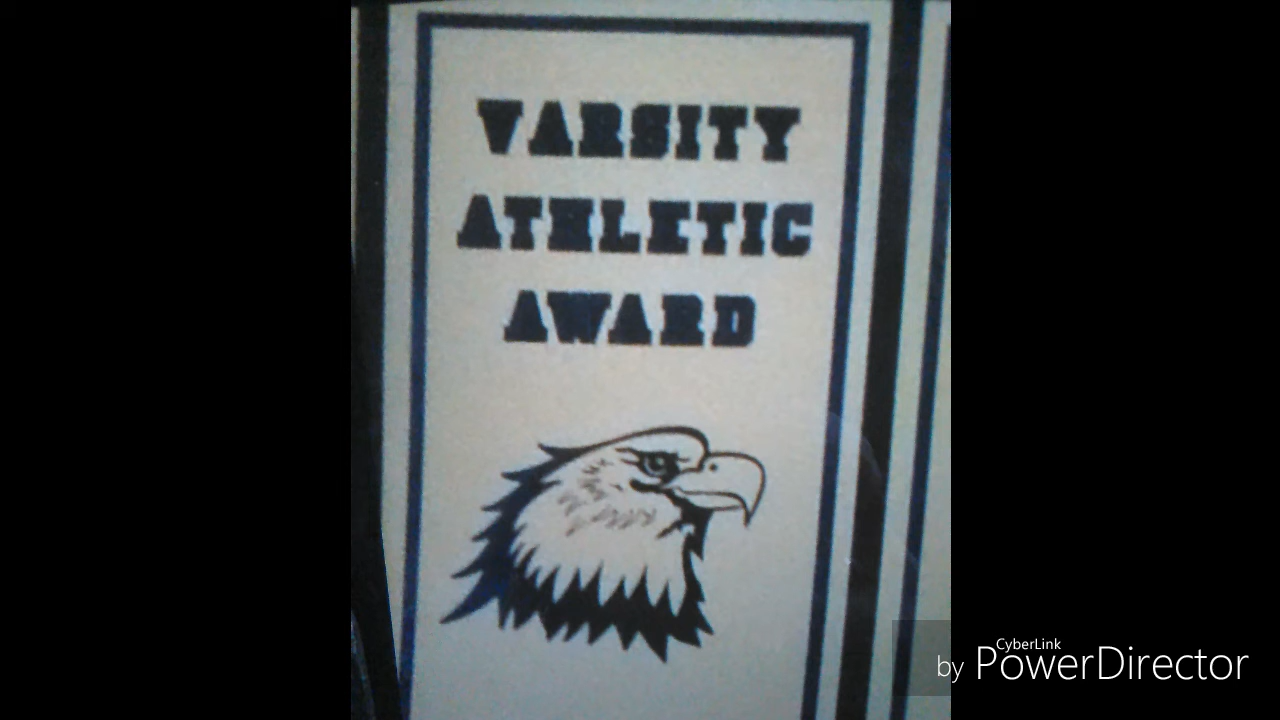 VARSITY
ATHLETIC
AWARD
CyberLink
by PowerDirector